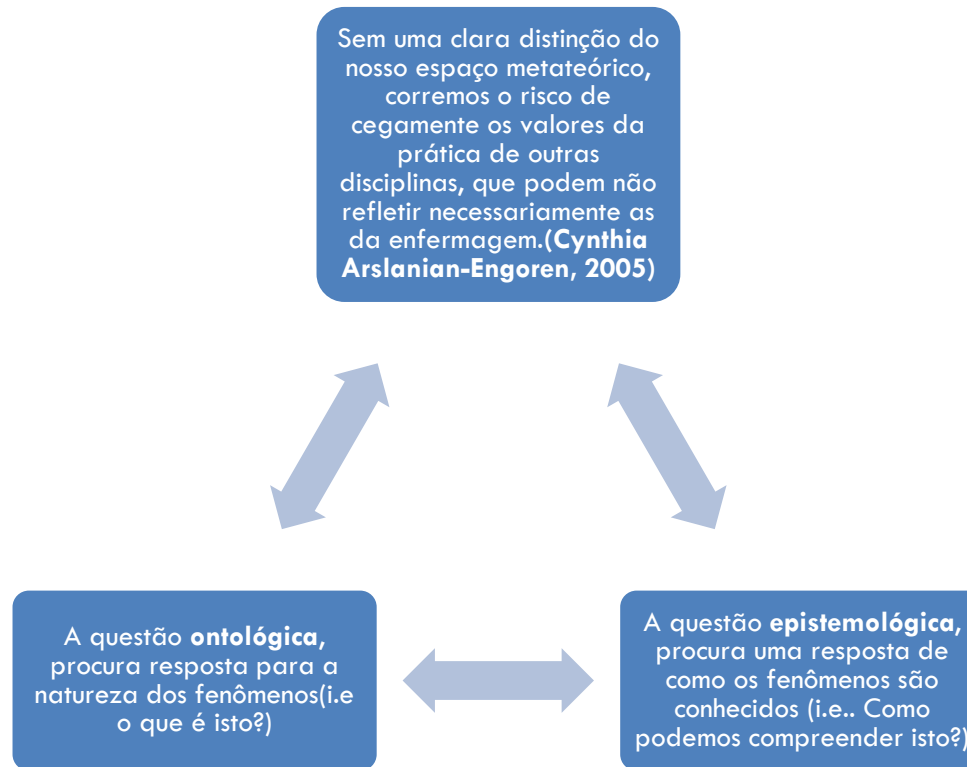 Sem uma clara distinção do
nosso espaço metateórico,
corremos o risco de
cegamente os valores da
prática de outras
disciplinas, que podem não
refletir necessariamente as
da enfermagem.(Cynthia
Arslanian-Engoren, 2005)
A questão ontológica,
procura resposta para a
natureza dos fenômenos(i.e
o que é isto?)
A questão epistemológica,
procura uma resposta de
como os fenômenos são
conhecidos (i.e.. Como
podemos compreender isto?)